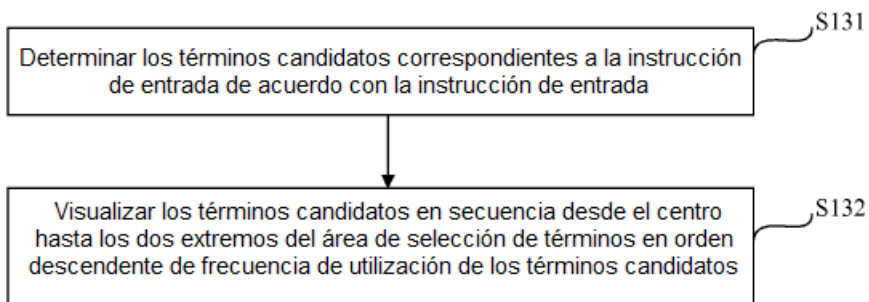 S131
Determinar los términos candidatos correspondientes a la instrucción
de entrada de acuerdo con la instrucción de entrada
S132
Visualizar los términos candidatos en secuencia desde el centro
hasta los dos extremos del área de selección de términos en orden
descendente de frecuencia de utilización de los términos candidatos